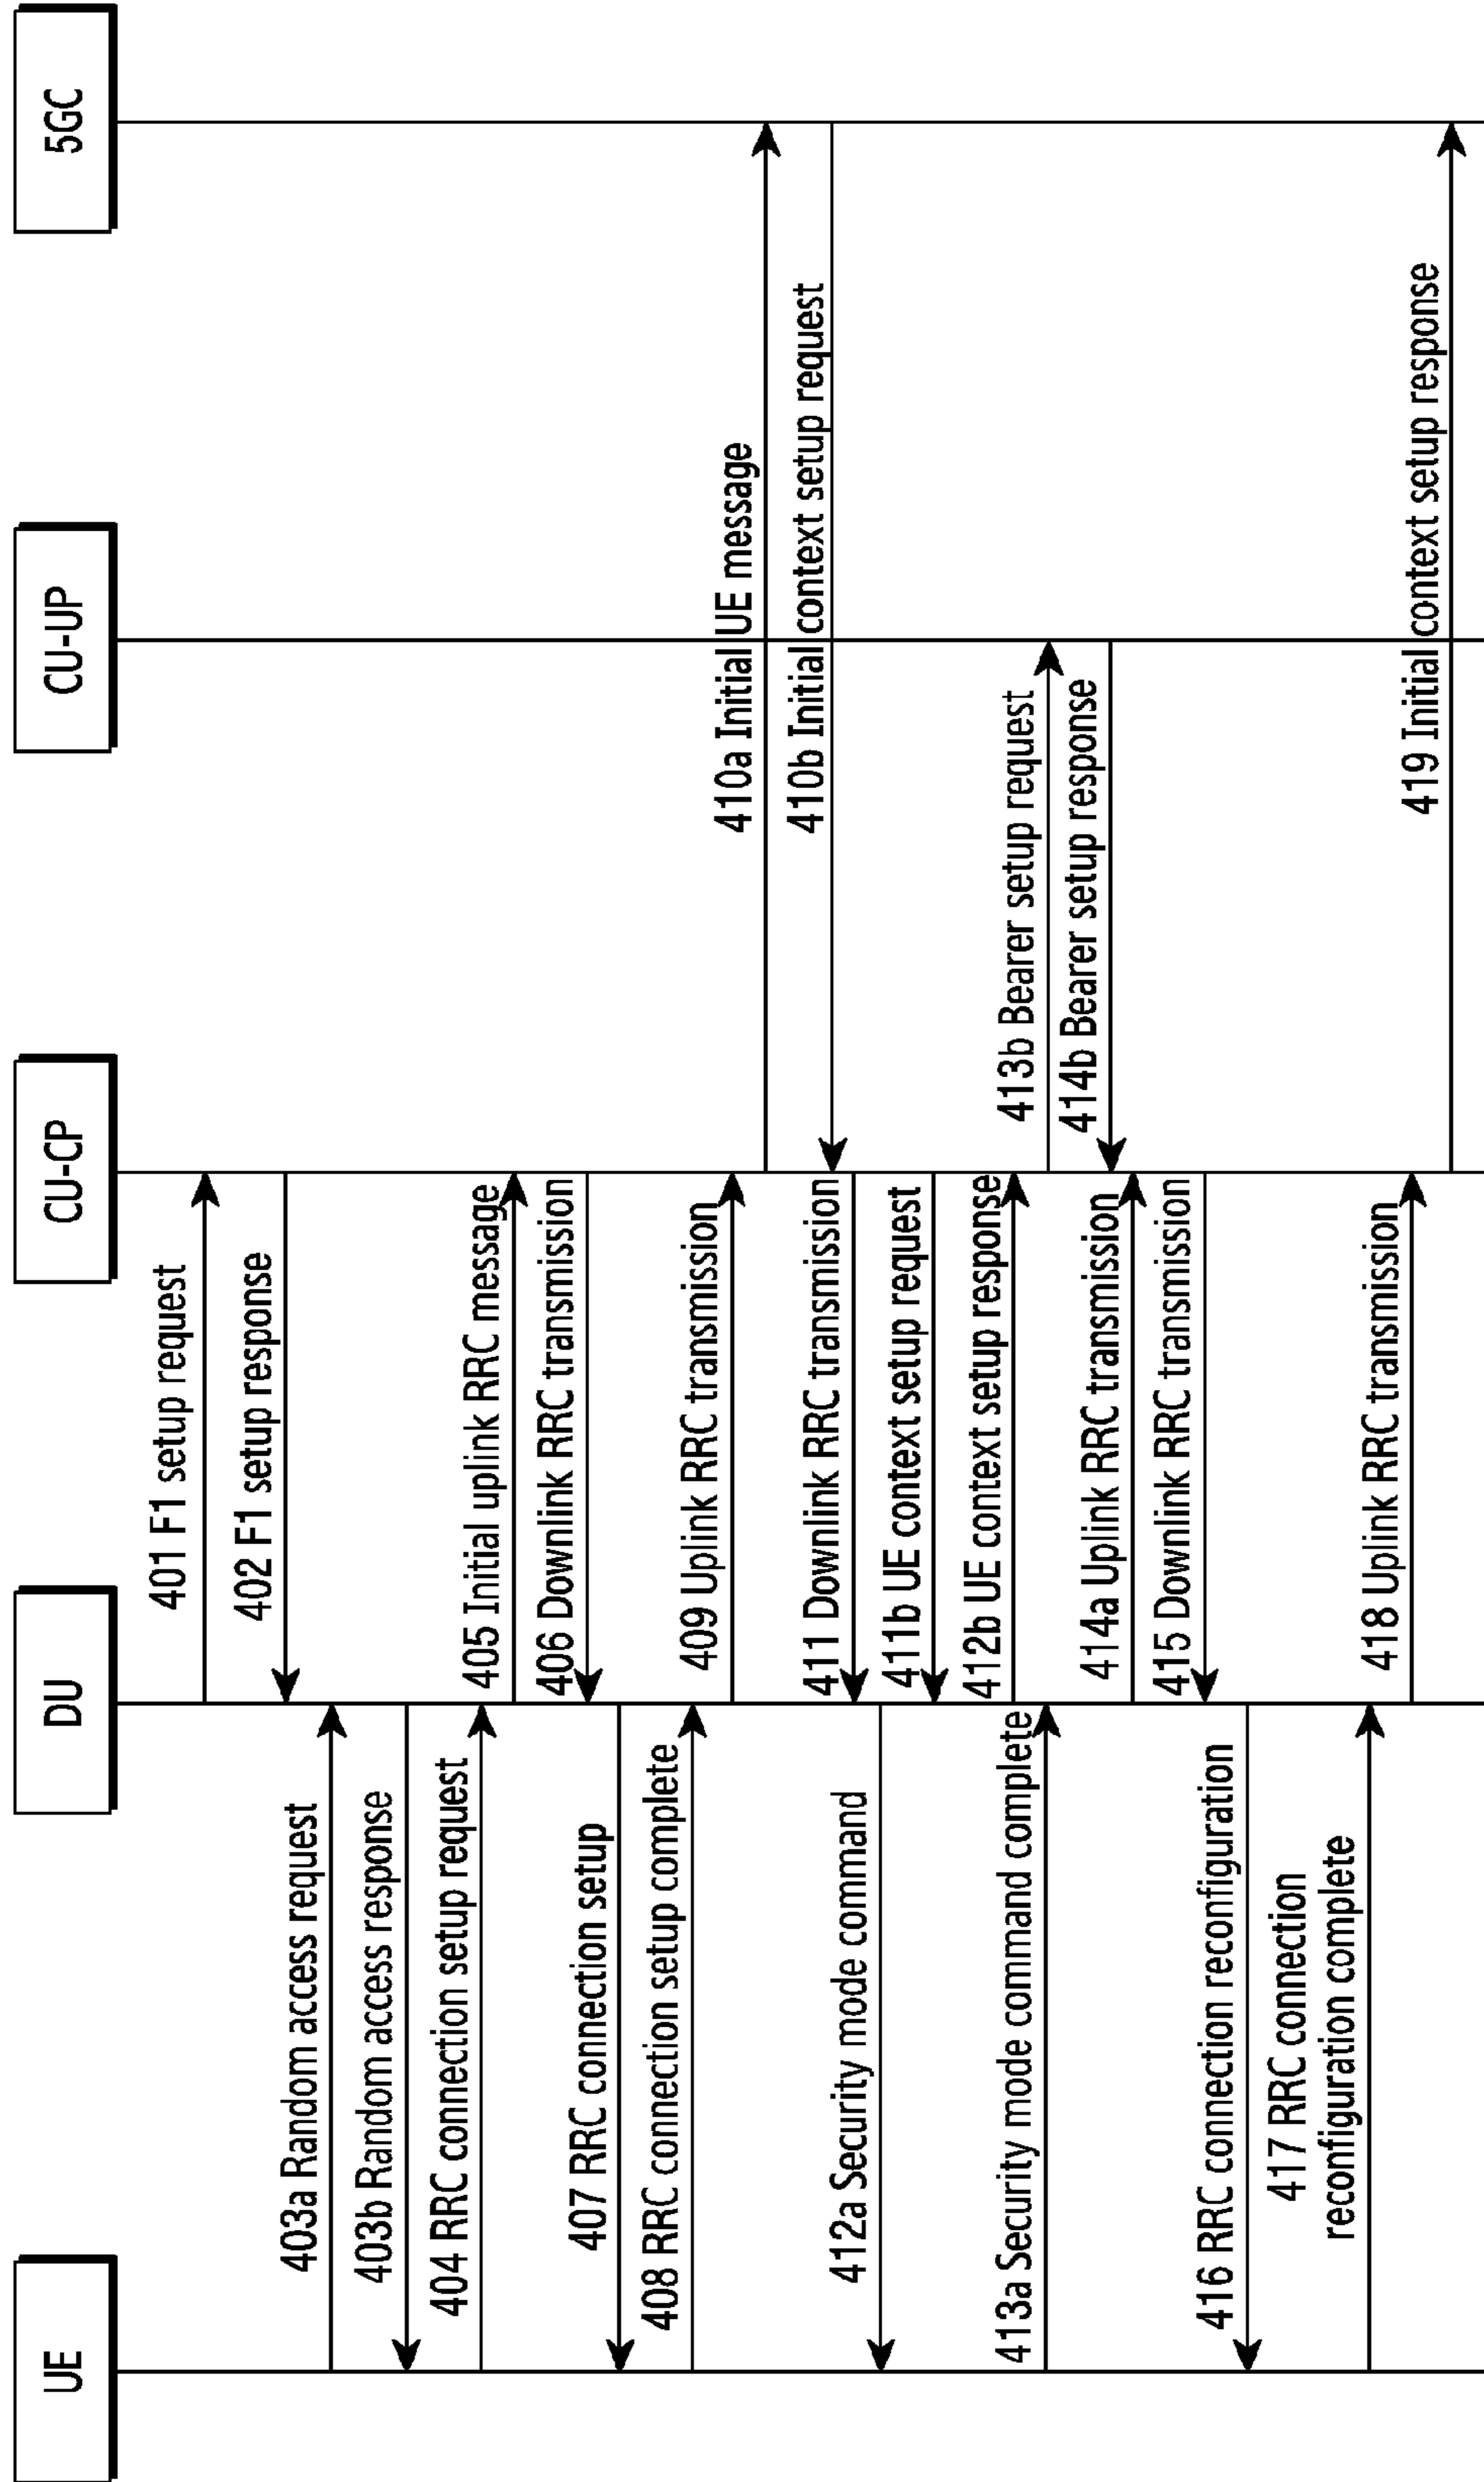 UE
DU
CU-CP
CU-UP
5GC
401 F1 setup request
402 F1 setup response
403a Random access request
403b Random access response
404 RRC connection setup request
405 Initial uplink RRC message
406 Downlink RRC transmission
407 RRC connection setup
408 RRC connection setup complete
409 Uplink RRC transmission
410a Initial UE message
410b Initial context setup request
411 Downlink RRC transmission
412a Security mode command
411b UE context setup request
412b UE context setup response
413a Security mode command complete
413b Bearer setup request
414b Bearer setup response
414a Uplink RRC transmission
415 Downlink RRC transmission
416 RRC connection reconfiguration
417 RRC connection
reconfiguration complete
418 Uplink RRC transmission
419 Initial context setup response